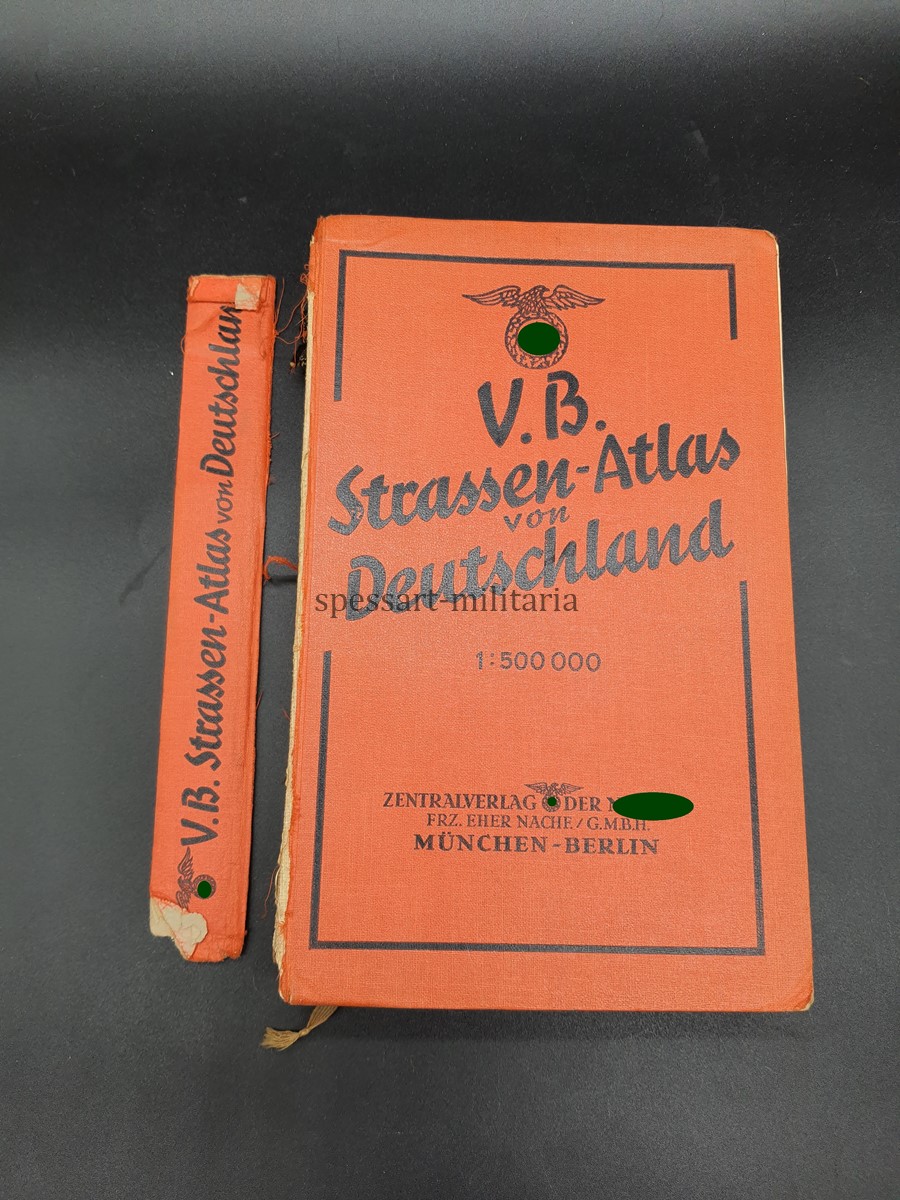 V.B. Strassen-Atlas von Deutschlan
V.B.
Strassen-Atlas
von
Deutschland
spessart-militaria
1:500 000
ZENTRALVERLAG DER
FRZ. EHER NACHF. / G.M.B.H.
MÜNCHEN-BERLIN